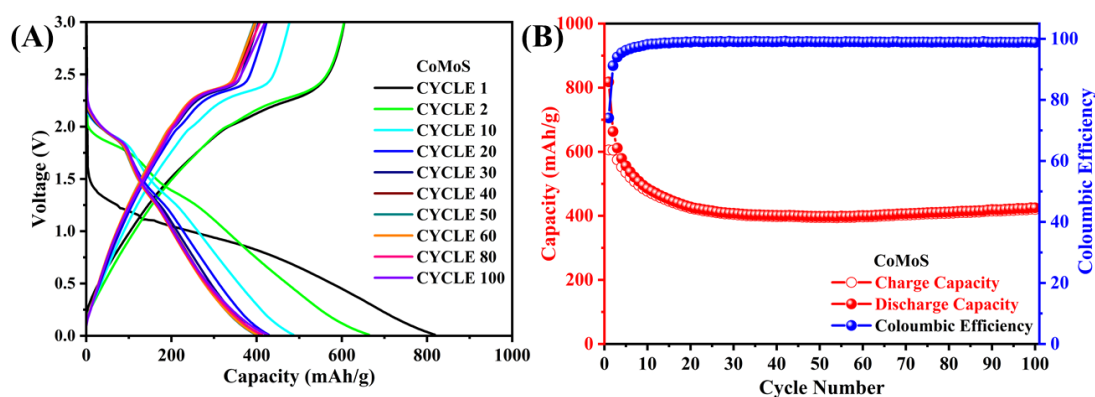 (A)
3.0
2.5
2.0
1.5
1.0
0.5
0.0
Voltage (V)
CoMoS
CYCLE 1
CYCLE 2
CYCLE 10
CYCLE 20
CYCLE 30
CYCLE 40
CYCLE 50
CYCLE 60
CYCLE 80
CYCLE 100
0 200 400 600 800 1000
Capacity (mAh/g)
(B)
1000
800
600
400
200
0
Capacity (mAh/g)
CoMoS
Charge Capacity
Discharge Capacity
Coloumbic Efficiency
0 10 20 30 40 50 60 70 80 90 100
Cycle Number
100
80
60
40
20
0
Coloumbic Efficiency